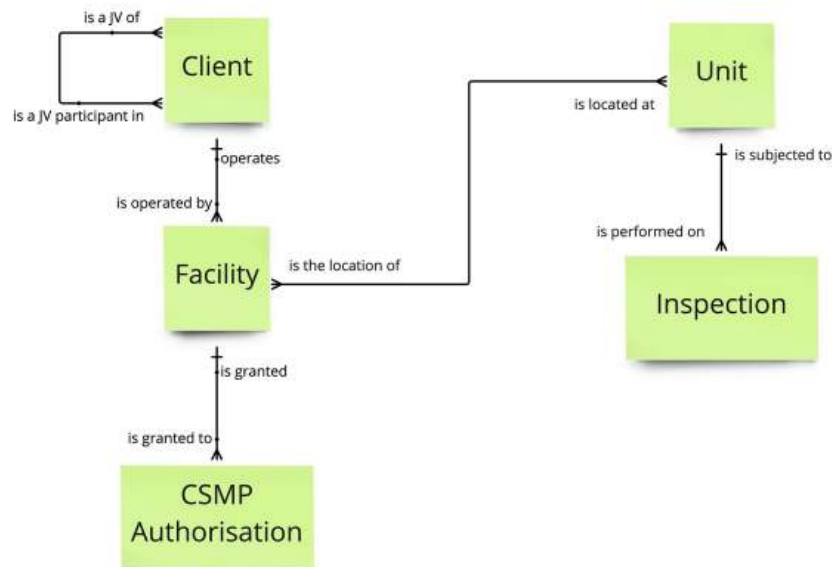 is a JV of
Client
is a JV participant in
Unit
is located at
operates
is subjected to
is operated by
is performed on
Facility
is the location of
Inspection
is granted
is granted to
CSMP
Authorisation